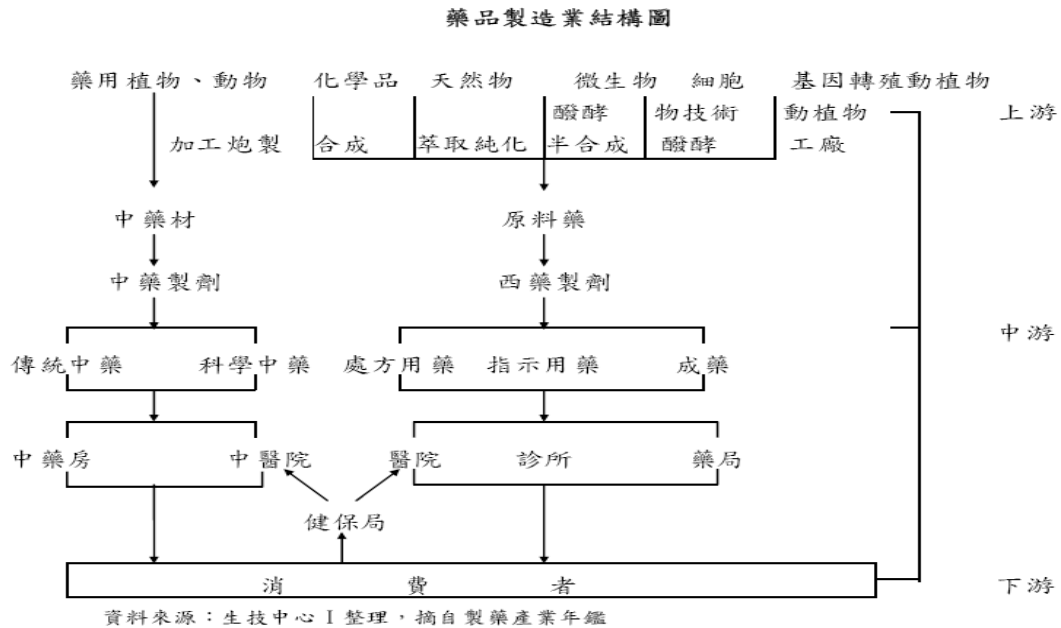 藥品製造業結構圖
藥用植物、動物 化學品 天然物 微生物 細胞 基因轉殖動植物
醱酵 物技術 動植物 上游
加工炮製 合成 萃取純化 半合成 醱酵 工廠
中藥材 原料藥
中藥製劑 西藥製劑
中游
傳統中藥 科學中藥 處方用藥 指示用藥 成藥
中藥房 中醫院 醫院 診所 藥局
健保局
消費者 下游
資料來源：生技中心I整理，摘自製藥產業年鑑